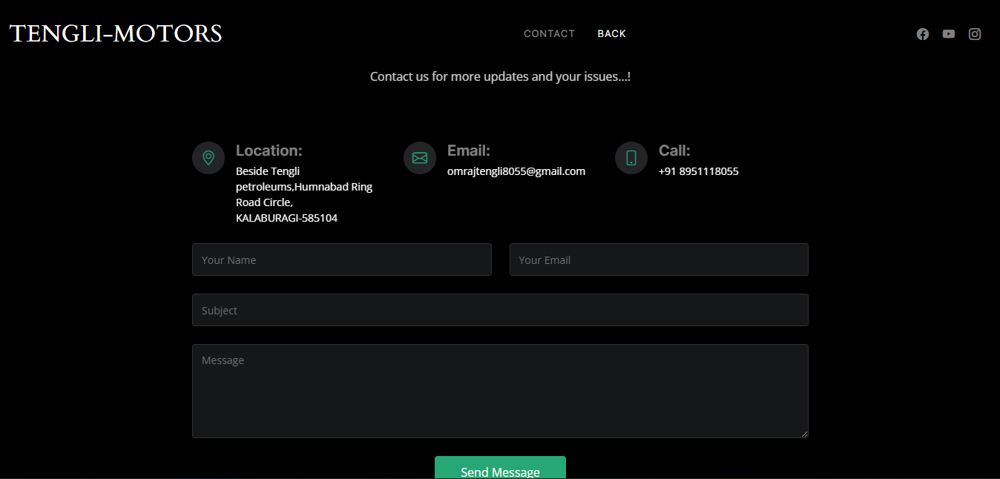 TENGLI-MOTORS
CONTACT
BACK
Contact us for more updates and your issues...!
Location:
Beside Tengli
petroleums,Humnabad Ring
Road Circle,
KALABURAGI-585104
Email:
omrajtengli8055@gmail.com
Call:
+91 8951118055
Your Name
Your Email
Subject
Message
Send Message